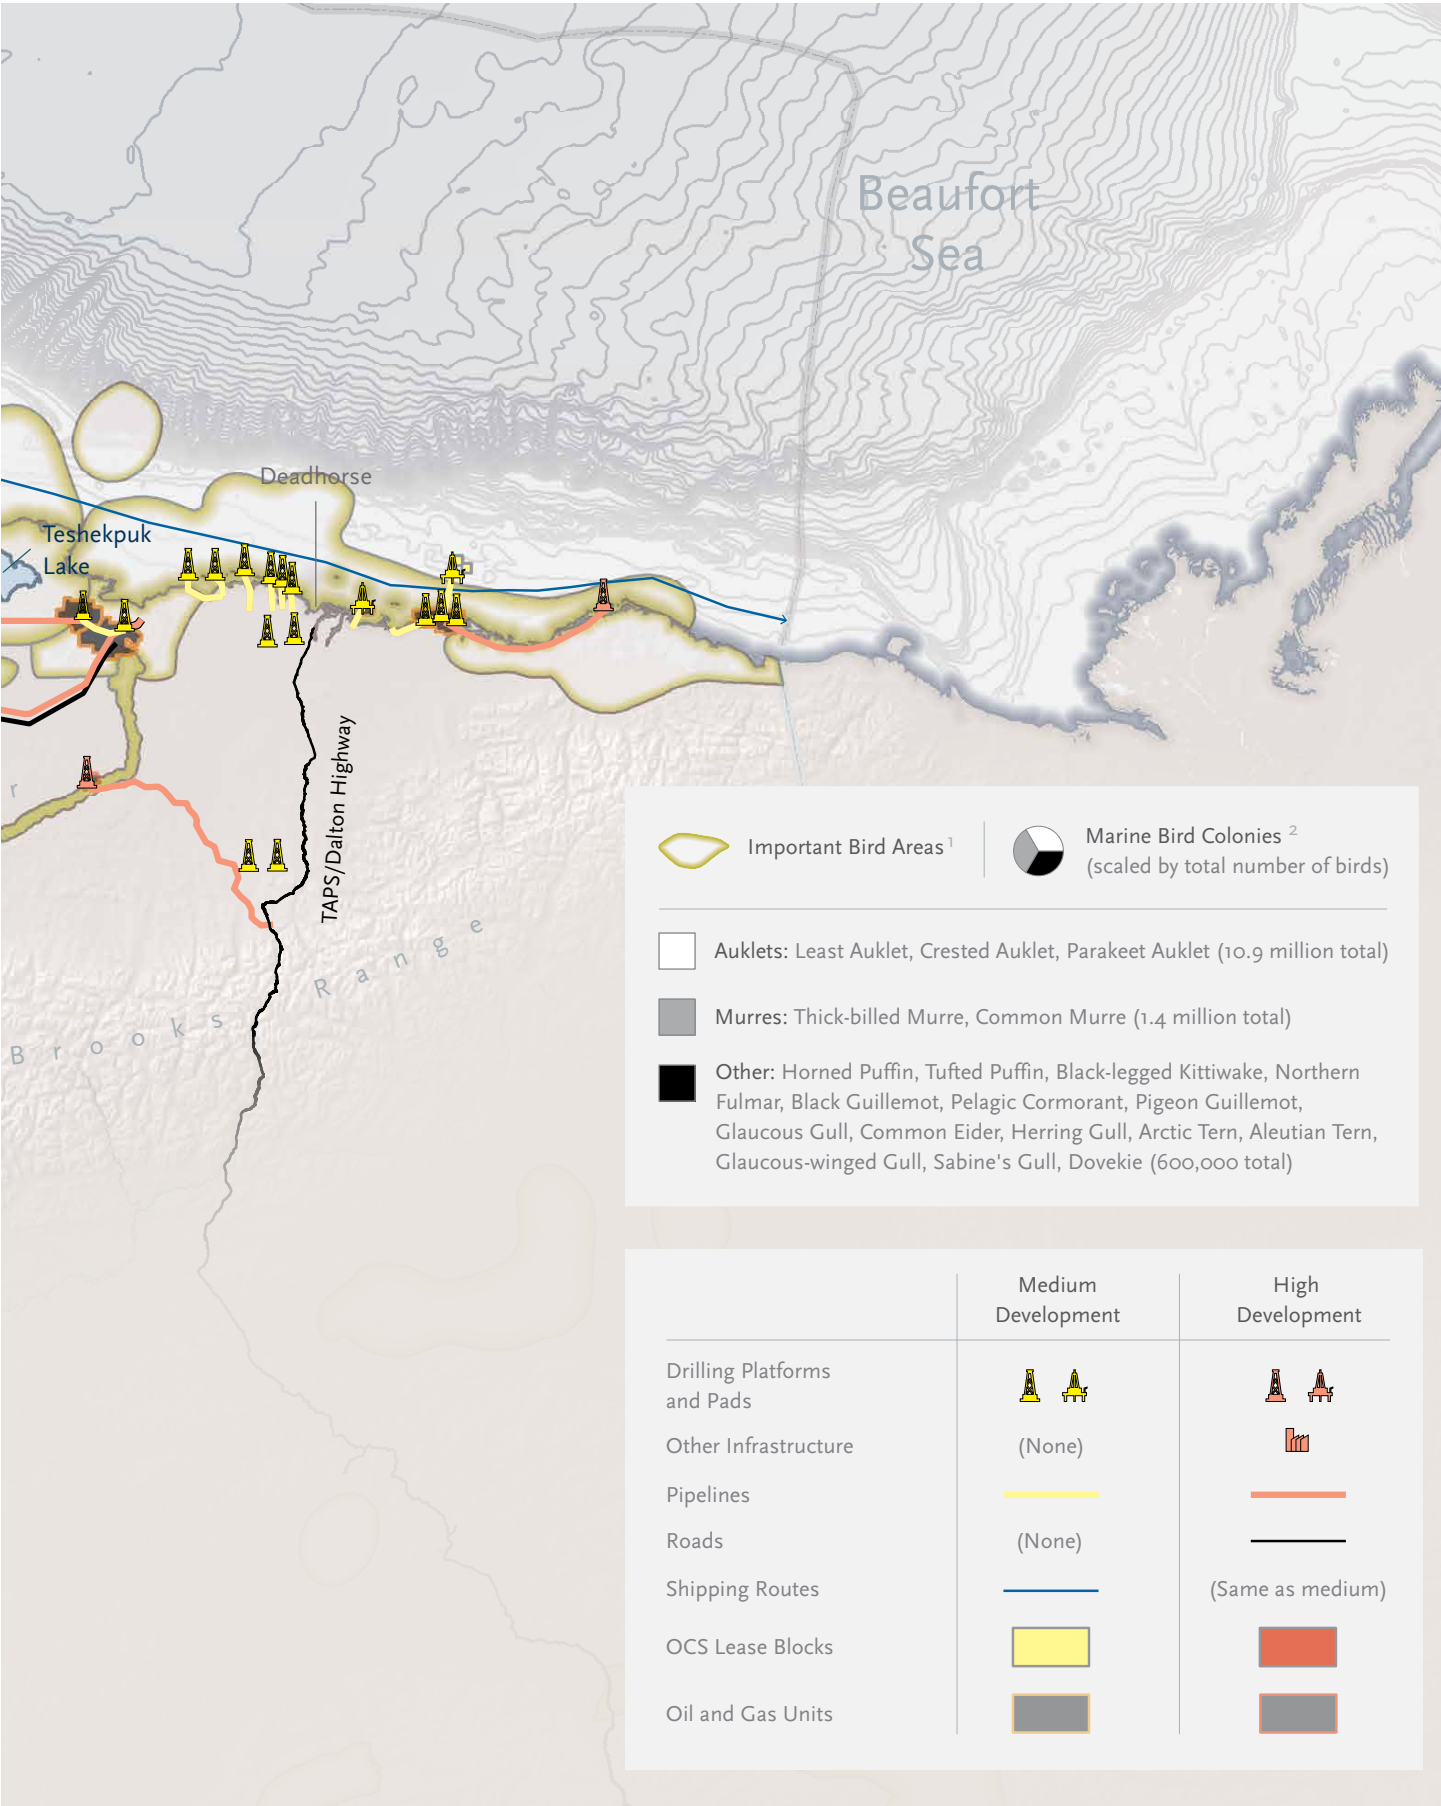 Beaufort
Sea
Deadhorse
Teshekpuk
Lake
r
TAPS/Dalton Highway
Brooks Range
Important Bird Areas 1
Marine Bird Colonies 2
(scaled by total number of birds)
Auklets: Least Auklet, Crested Auklet, Parakeet Auklet (10.9 million total)
Murres: Thick-billed Murre, Common Murre (1.4 million total)
Other: Horned Puffin, Tufted Puffin, Black-legged Kittiwake, Northern
Fulmar, Black Guillemot, Pelagic Cormorant, Pigeon Guillemot,
Glaucous Gull, Common Eider, Herring Gull, Arctic Tern, Aleutian Tern,
Glaucous-winged Gull, Sabine's Gull, Dovekie (600,000 total)
Medium
Development
High
Development
Drilling Platforms
and Pads
Other Infrastructure
(None)
Pipelines
Roads
(None)
Shipping Routes
(Same as medium)
OCS Lease Blocks
Oil and Gas Units